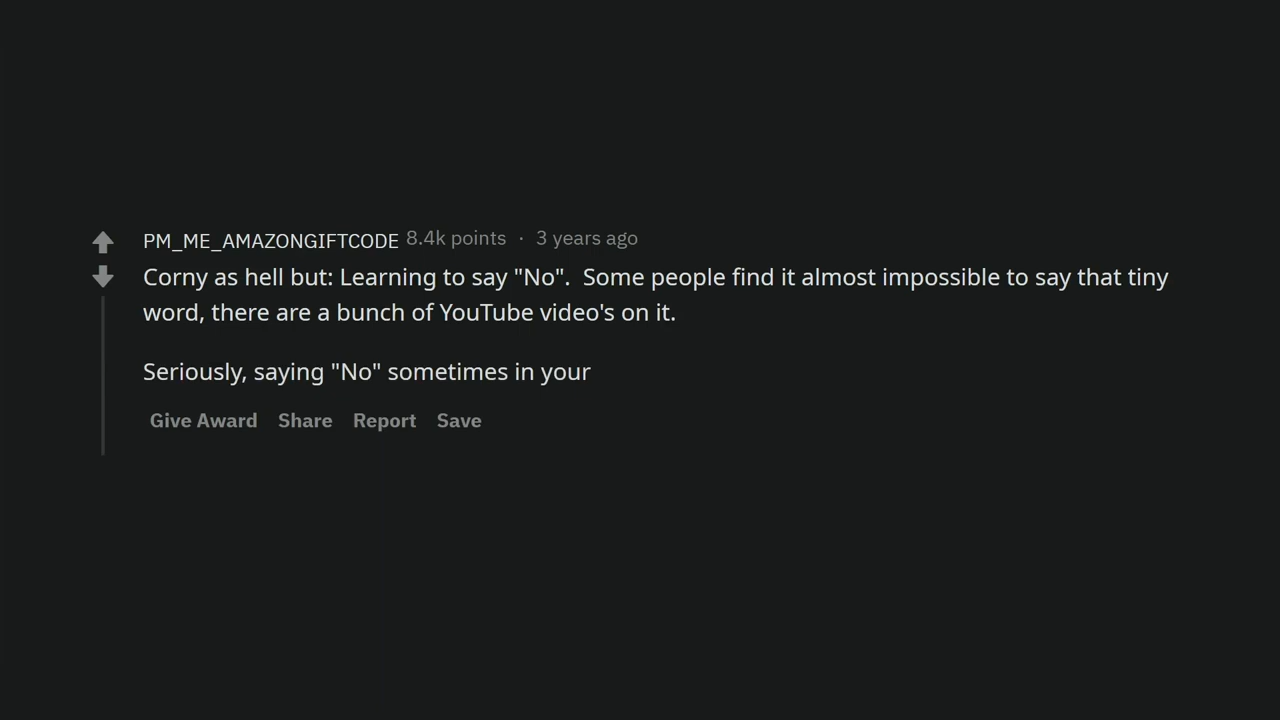 PM_ME_AMAZONGIFTCODE 8.4k points · 3 years ago
Corny as hell but: Learning to say "No".  Some people find it almost impossible to say that tiny
word, there are a bunch of YouTube video's on it.
Seriously, saying "No" sometimes in your
Give Award Share Report Save